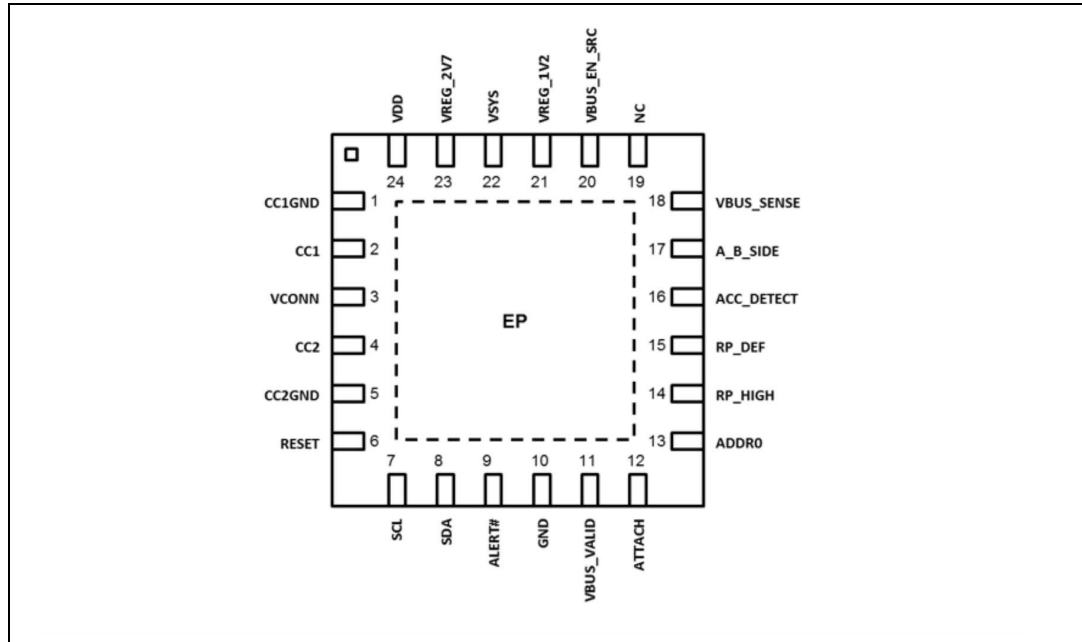 VDD
VREG_2V7
VSYS
VREG_1V2
VBUS_EN_SRC
NC
24
23
22
21
20
19
CC1GND 1
CC1 2
VCONN 3
CC2 4
CC2GND 5
RESET 6
EP
18 VBUS_SENSE
17 A_B_SIDE
16 ACC_DETECT
15 RP_DEF
14 RP_HIGH
13 ADDR0
7
8
9
10
11
12
SCL
SDA
ALERT#
GND
VBUS_VALID
ATTACH